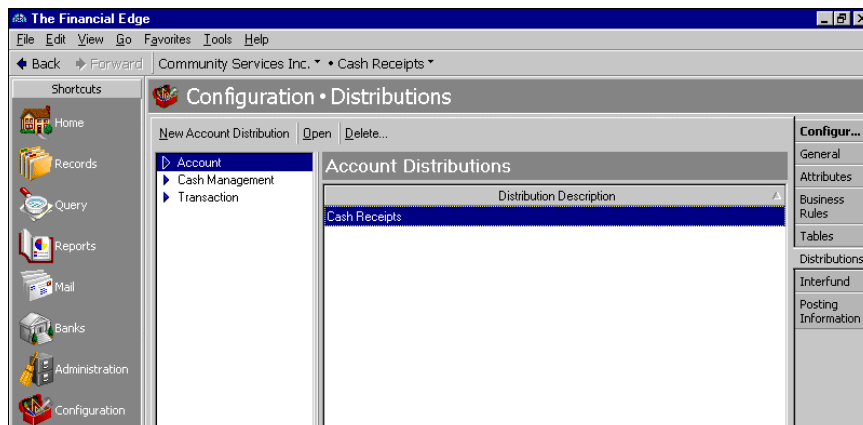 The Financial Edge
File Edit View Go Favorites Tools Help
Back Forward Community Services Inc. • Cash Receipts
Shortcuts
Home
Records
Query
Reports
Mail
Banks
Administration
Configuration
Configuration • Distributions
New Account Distribution Open Delete...
Account
Cash Management
Transaction
Account Distributions
Distribution Description
Cash Receipts
Configur...
General
Attributes
Business
Rules
Tables
Distributions
Interfund
Posting
Information